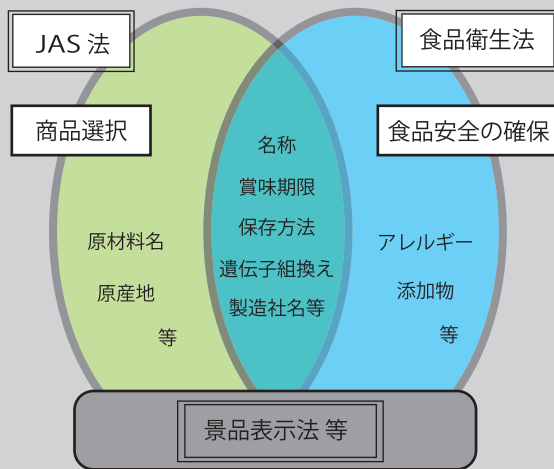 JAS 法
食品衛生法
商品選択
食品安全の確保
名称
賞味期限
保存方法
遺伝子組換え
製造社名等
原材料名
原産地
等
アレルギー
添加物
等
景品表示法 等